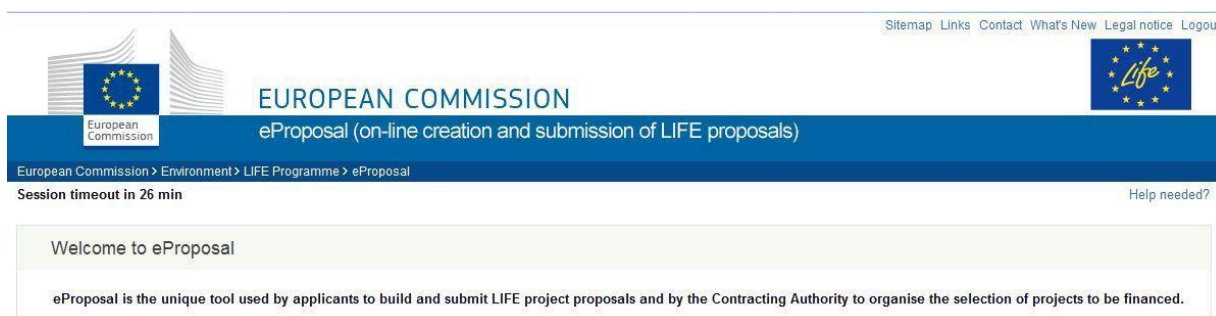 Sitemap Links Contact What's New Legal notice Logou
Life
EUROPEAN COMMISSION
European
Commission
eProposal (on-line creation and submission of LIFE proposals)
European Commission > Environment > LIFE Programme > eProposal
Session timeout in 26 min
Help needed?
Welcome to eProposal
eProposal is the unique tool used by applicants to build and submit LIFE project proposals and by the Contracting Authority to organise the selection of projects to be financed.